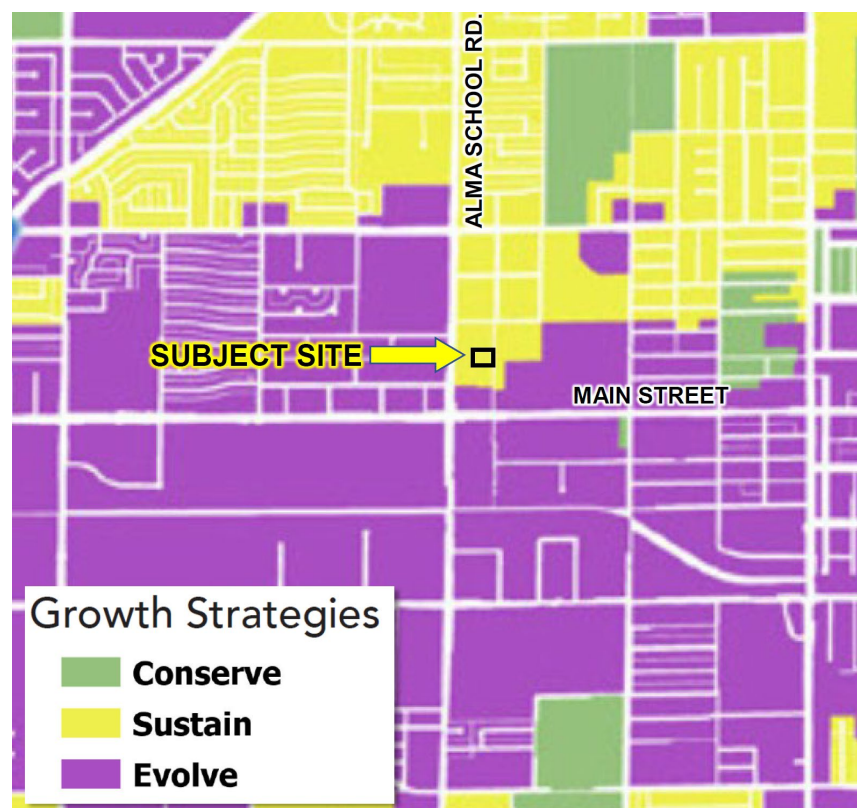 ALMA SCHOOL RD.
SUBJECT SITE
MAIN STREET
Growth Strategies
Conserve
Sustain
Evolve